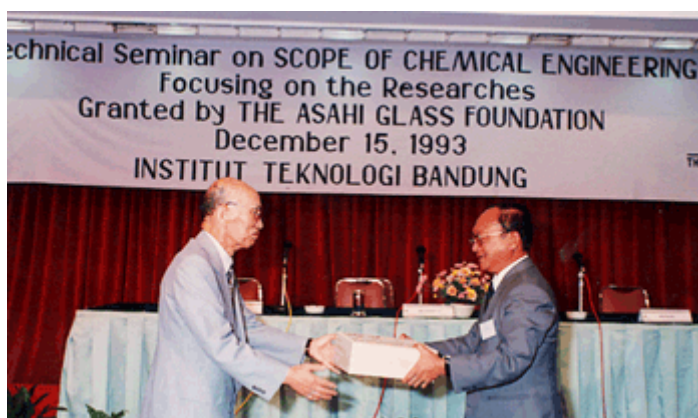 echnical Seminar on SCOPE OF CHEMICAL ENGINEERING
Focusing on the Researches
Granted by THE ASAHI GLASS FOUNDATION
December 15, 1993
INSTITUT TEKNOLOGI BANDUNG
TH